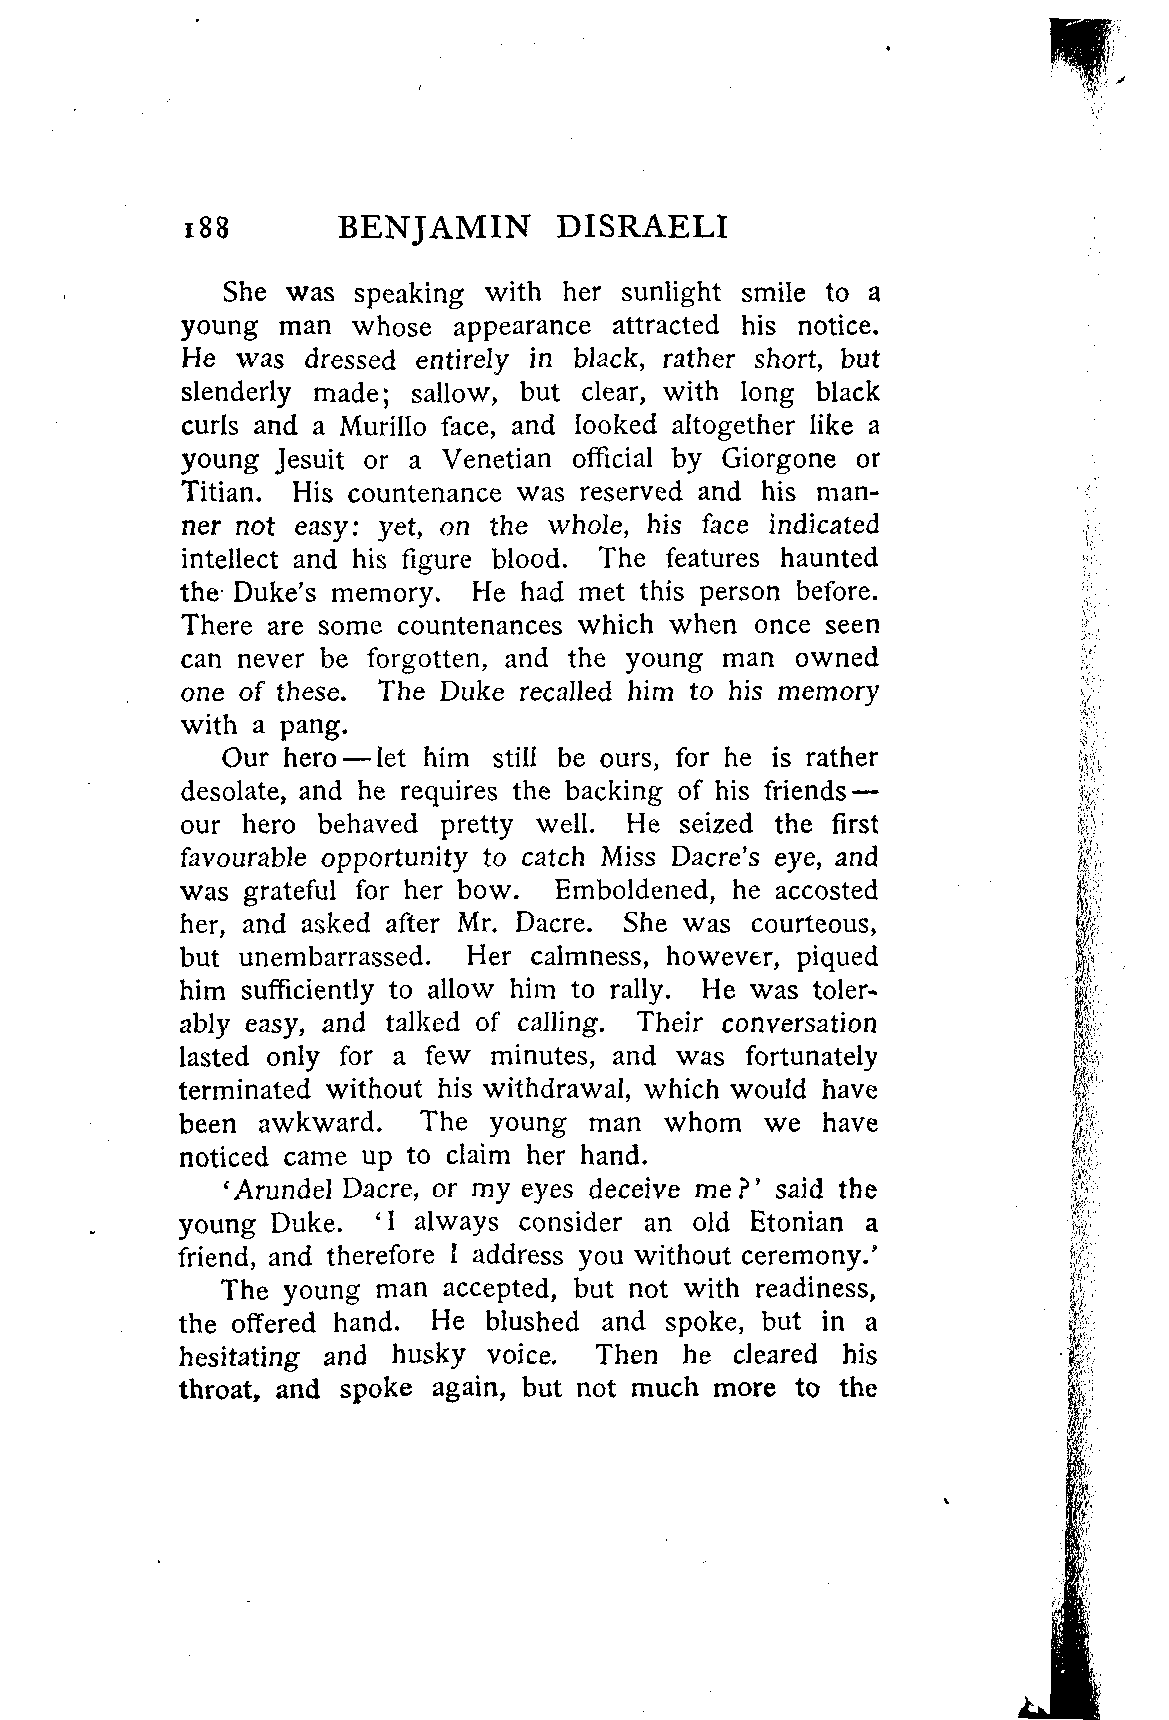 188 BENJAMIN DISRAELI
She was speaking with her sunlight smile to a
young man whose appearance attracted his notice.
He was dressed entirely in black, rather short, but
slenderly made; sallow, but clear, with long black
curls and a Murillo face, and looked altogether like a
young Jesuit or a Venetian official by Giorgone or
Titian. His countenance was reserved and his man-
ner not easy: yet, on the whole, his face indicated
intellect and his figure blood. The features haunted
the Duke's memory. He had met this person before.
There are some countenances which when once seen
can never be forgotten, and the young man owned
one of these. The Duke recalled him to his memory
with a pang.
Our hero—let him still be ours, for he is rather
desolate, and he requires the backing of his friends—
our hero behaved pretty well. He seized the first
favourable opportunity to catch Miss Dacre's eye, and
was grateful for her bow. Emboldened, he accosted
her, and asked after Mr. Dacre. She was courteous,
but unembarrassed. Her calmness, however, piqued
him sufficiently to allow him to rally. He was toler-
ably easy, and talked of calling. Their conversation
lasted only for a few minutes, and was fortunately
terminated without his withdrawal, which would have
been awkward. The young man whom we have
noticed came up to claim her hand.
'Arundel Dacre, or my eyes deceive me?' said the
young Duke. 'I always consider an old Etonian a
friend, and therefore I address you without ceremony.'
The young man accepted, but not with readiness,
the offered hand. He blushed and spoke, but in a
hesitating and husky voice. Then he cleared his
throat, and spoke again, but not much more to the